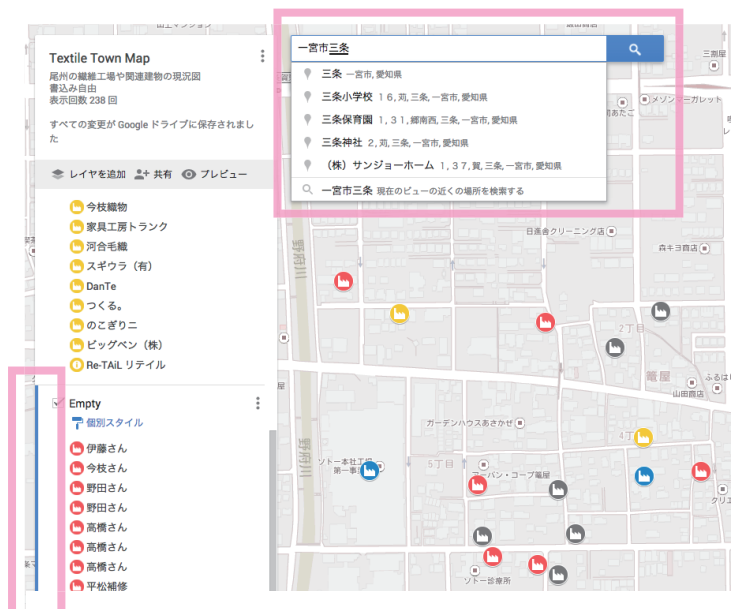 Textile Town Map
尾州の繊維工場や関連建物の現況図
書込み自由
表示回数 238 回
すべての変更が Google ドライブに保存されまし
た
レイヤを追加 共有 プレビュー
今枝織物
家具工房トランク
河合毛織
スギウラ(有)
DanTe
つくる。
のこぎりニ
ビッグベン(株)
Re-TAiL リテイル
Empty
個別スタイル
伊藤さん
今枝さん
野田さん
野田さん
高橋さん
高橋さん
高橋さん
平松補修
一宮市三条
三条 一宮市, 愛知県
三条小学校 1 6, 苅, 三条, 一宮市, 愛知県
三条保育園 1, 3 1, 郷南西, 三条, 一宮市, 愛知県
三条神社 2, 苅, 三条, 一宮市, 愛知県
(株)サンジョーホーム 1, 3 7, 賀, 三条, 一宮市, 愛知県
一宮市三条 現在のビューの近くの場所を検索する
メゾンマーガレット
日進舎クリーニング店
森キヨ商店
野府川
2丁目
篭屋
山田商店
ガーデンハウスあさかぜ
4丁目
野府川
ソトー本社工場
5丁目
ソトー診療所